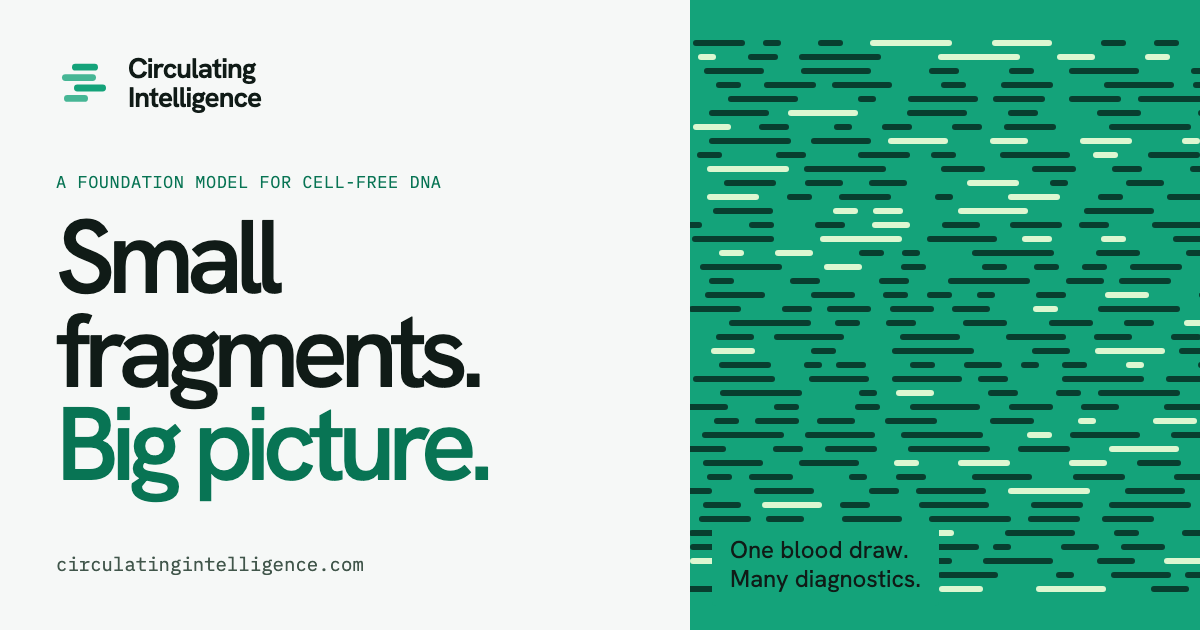 Circulating
Intelligence
A FOUNDATION MODEL FOR CELL-FREE DNA
Small
fragments.
Big picture.
circulatingintelligence.com
One blood draw.
Many diagnostics.